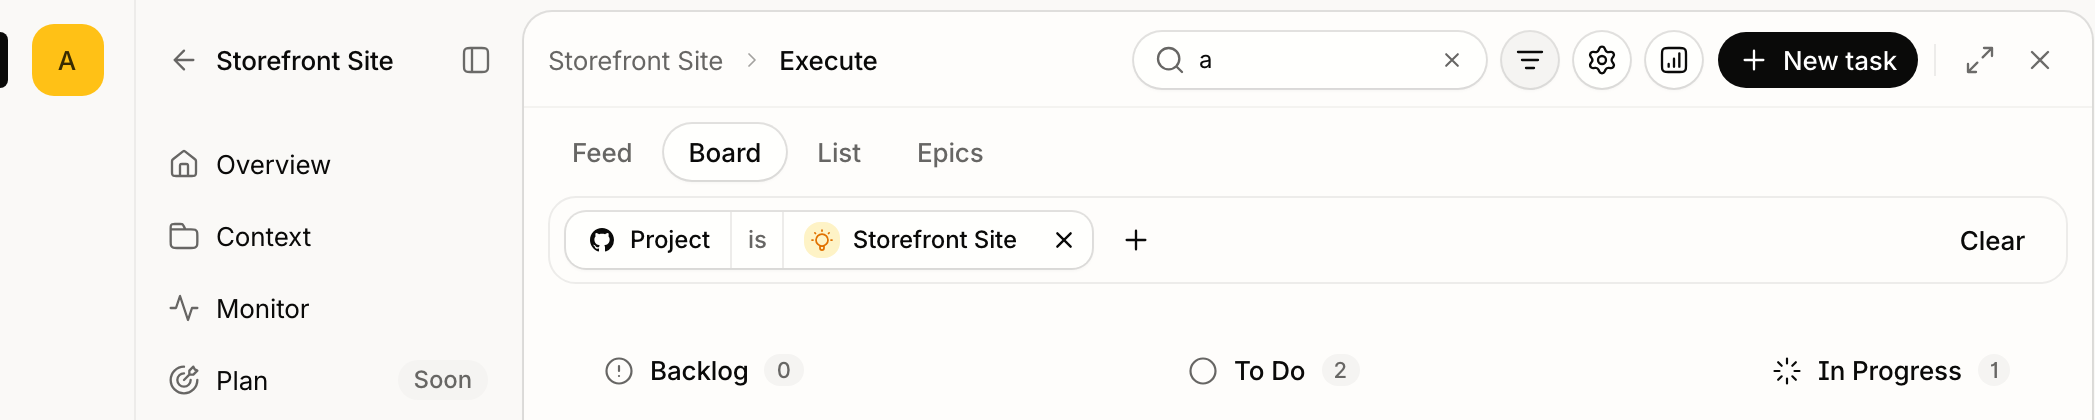 A
Storefront Site
Overview
Context
Monitor
Plan Soon
Storefront Site Execute
a
New task
Feed Board List Epics
Project is Storefront Site
Clear
Backlog 0
To Do 2
In Progress 1